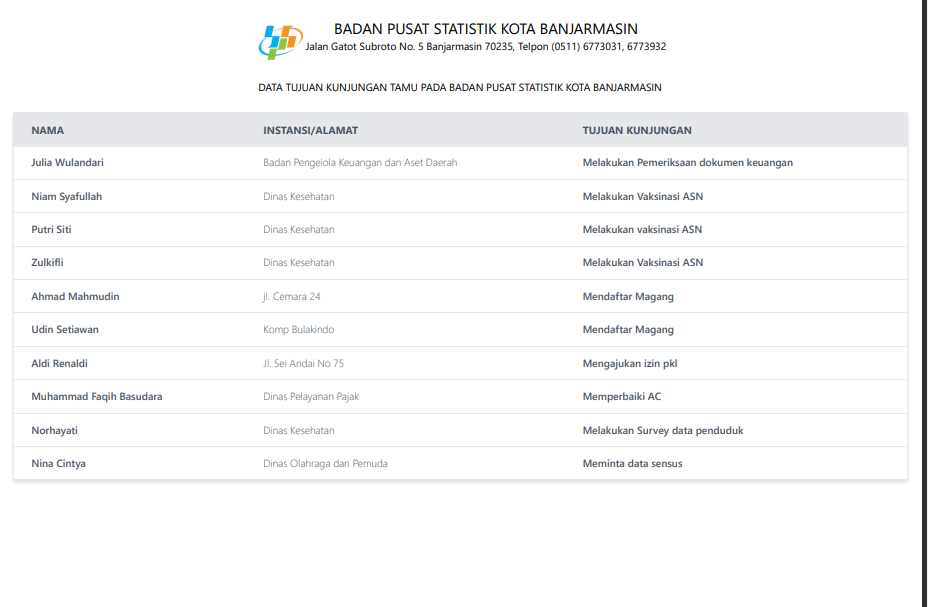 BADAN PUSAT STATISTIK KOTA BANJARMASIN
Jalan Gatot Subroto No. 5 Banjarmasin 70235, Telpon (0511) 6773031, 6773932
DATA TUJUAN KUNJUNGAN TAMU PADA BADAN PUSAT STATISTIK KOTA BANJARMASIN
NAMA INSTANSI/ALAMAT TUJUAN KUNJUNGAN
Julia Wulandari Badan Pengelola Keuangan dan Aset Daerah Melakukan Pemeriksaan dokumen keuangan
Niam Syafullah Dinas Kesehatan Melakukan Vaksinasi ASN
Putri Siti Dinas Kesehatan Melakukan vaksinasi ASN
Zulkifli Dinas Kesehatan Melakukan Vaksinasi ASN
Ahmad Mahmudin jl. Cemara 24 Mendaftar Magang
Udin Setiawan Komp Bulakindo Mendaftar Magang
Aldi Renaldi Jl. Sei Andai No 75 Mengajukan izin pkl
Muhammad Faqih Basudara Dinas Pelayanan Pajak Memperbaiki AC
Norhayati Dinas Kesehatan Melakukan Survey data penduduk
Nina Cintya Dinas Olahraga dan Pemuda Meminta data sensus